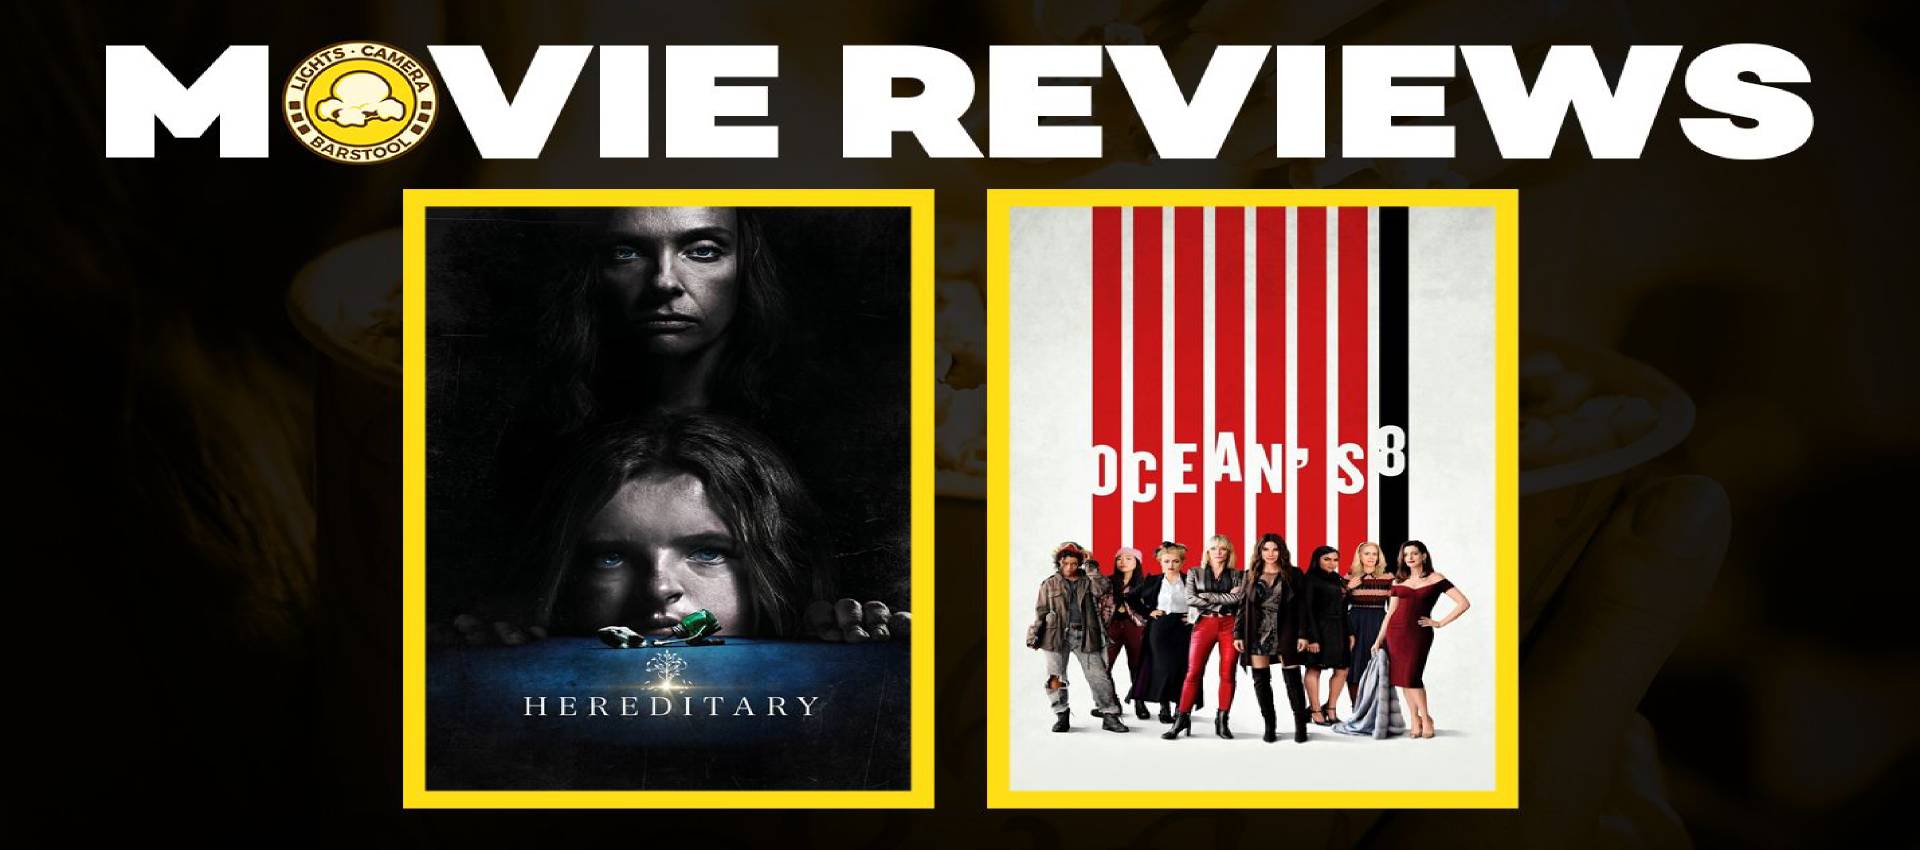 MOVIE REVIEWS
LIGHTS · CAMERA
BARSTOOL
HEREDITARY
OCEAN'S 8